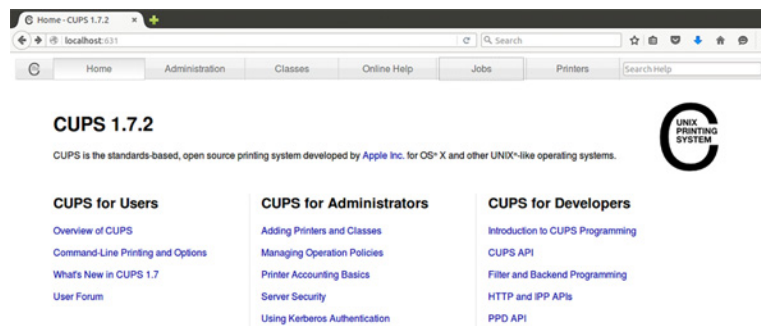 Home - CUPS 1.7.2
localhost:631
Search
Home Administration Classes Online Help Jobs Printers Search Help
CUPS 1.7.2
UNIX
PRINTING
SYSTEM
CUPS is the standards-based, open source printing system developed by Apple Inc. for OS® X and other UNIX®-like operating systems.
CUPS for Users
Overview of CUPS
Command-Line Printing and Options
What's New in CUPS 1.7
User Forum
CUPS for Administrators
Adding Printers and Classes
Managing Operation Policies
Printer Accounting Basics
Server Security
Using Kerberos Authentication
CUPS for Developers
Introduction to CUPS Programming
CUPS API
Filter and Backend Programming
HTTP and IPP APIs
PPD API